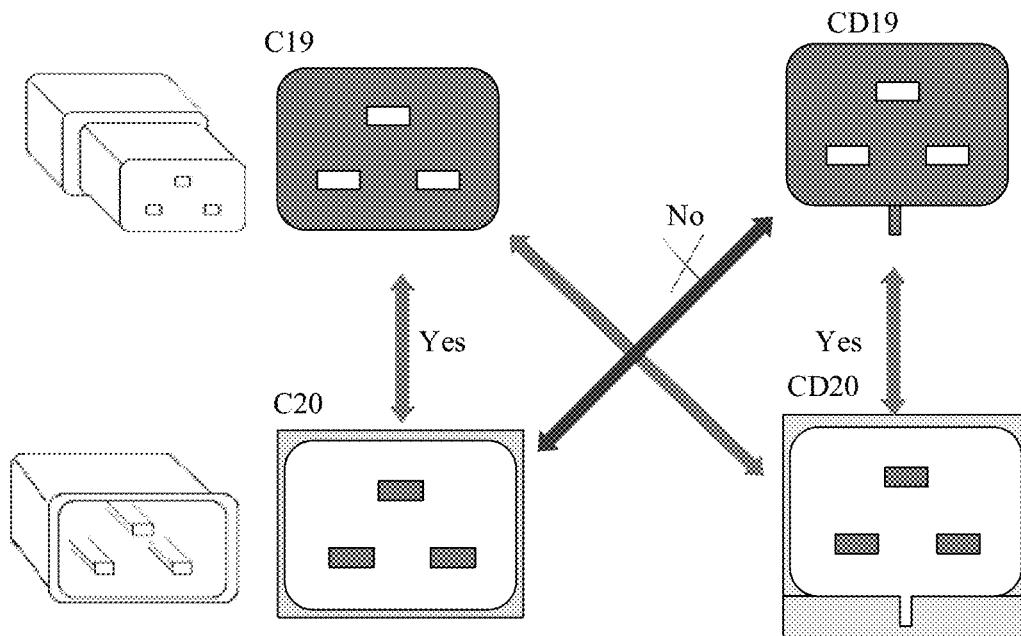 C19
CD19
No
Yes
Yes
C20
CD20